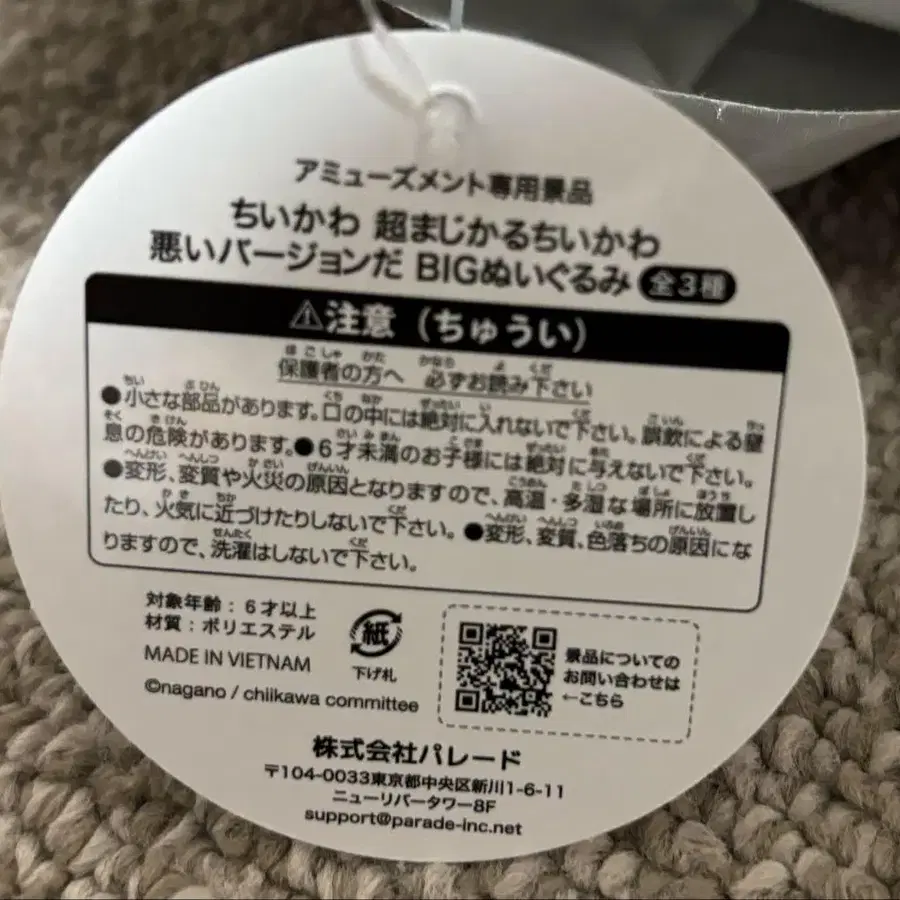 アミューズメント専用景品
ちいかわ 超まじかるちいかわ
悪いバージョンだ BIGぬいぐるみ 全3種
⚠注意（ちゅうい）
保護者の方へ 必ずお読み下さい
●小さな部品があります。口の中には絶対に入れないで下さい。誤飲による窒
息の危険があります。●6才未満のお子様には絶対に与えないで下さい。
●変形、変質や火災の原因となりますので、高温・多湿な場所に放置し
たり、火気に近づけたりしないで下さい。●変形、変質、色落ちの原因にな
りますので、洗濯はしないで下さい。
対象年齢：6才以上
材質：ポリエステル
MADE IN VIETNAM
©nagano / chiikawa committee
紙
下げ札
景品についての
お問い合わせは
←こちら
株式会社パレード
〒104-0033東京都中央区新川1-6-11
ニューリバータワー8F
support@parade-inc.net